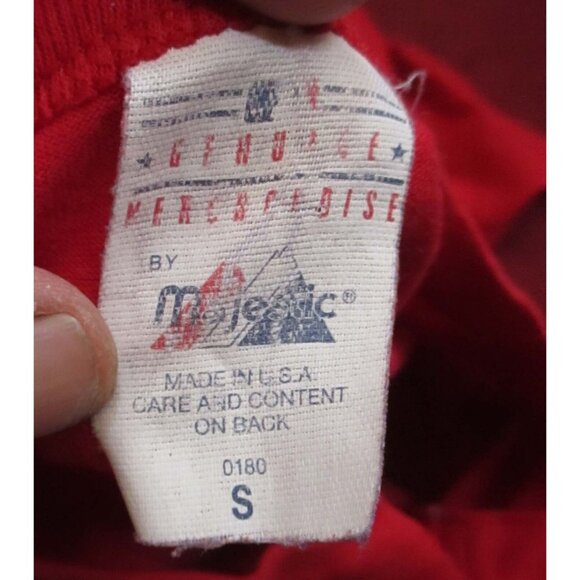 GENUINE
MERCHANDISE
BY
Majestic®
MADE IN U.S.A
CARE AND CONTENT
ON BACK
0180
S